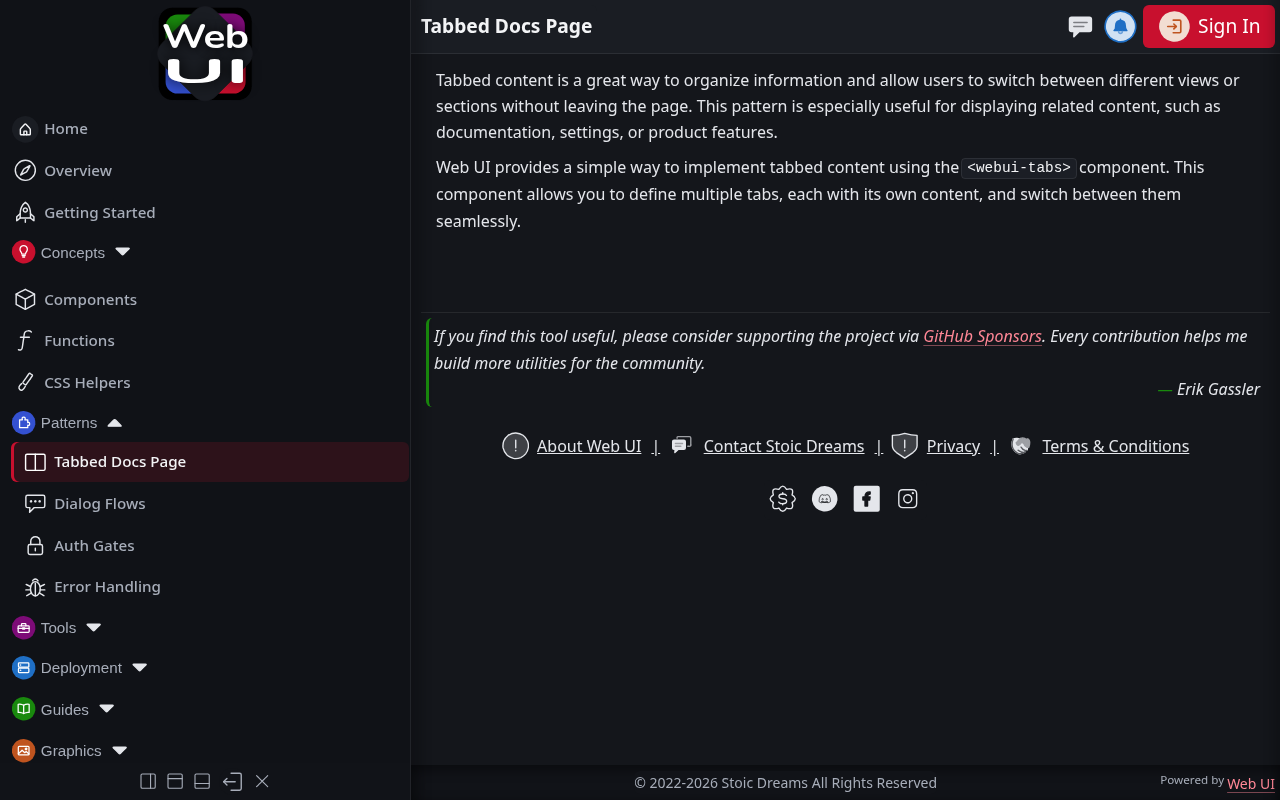 Web
UI
Home
Overview
Getting Started
Concepts
Components
Functions
CSS Helpers
Patterns
Tabbed Docs Page
Dialog Flows
Auth Gates
Error Handling
Tools
Deployment
Guides
Graphics
Tabbed Docs Page
Sign In
Tabbed content is a great way to organize information and allow users to switch between different views or
sections without leaving the page. This pattern is especially useful for displaying related content, such as
documentation, settings, or product features.
Web UI provides a simple way to implement tabbed content using the <webui-tabs> component. This
component allows you to define multiple tabs, each with its own content, and switch between them
seamlessly.
If you find this tool useful, please consider supporting the project via GitHub Sponsors. Every contribution helps me
build more utilities for the community.
— Erik Gassler
About Web UI | Contact Stoic Dreams | Privacy | Terms & Conditions
© 2022-2026 Stoic Dreams All Rights Reserved
Powered by Web UI